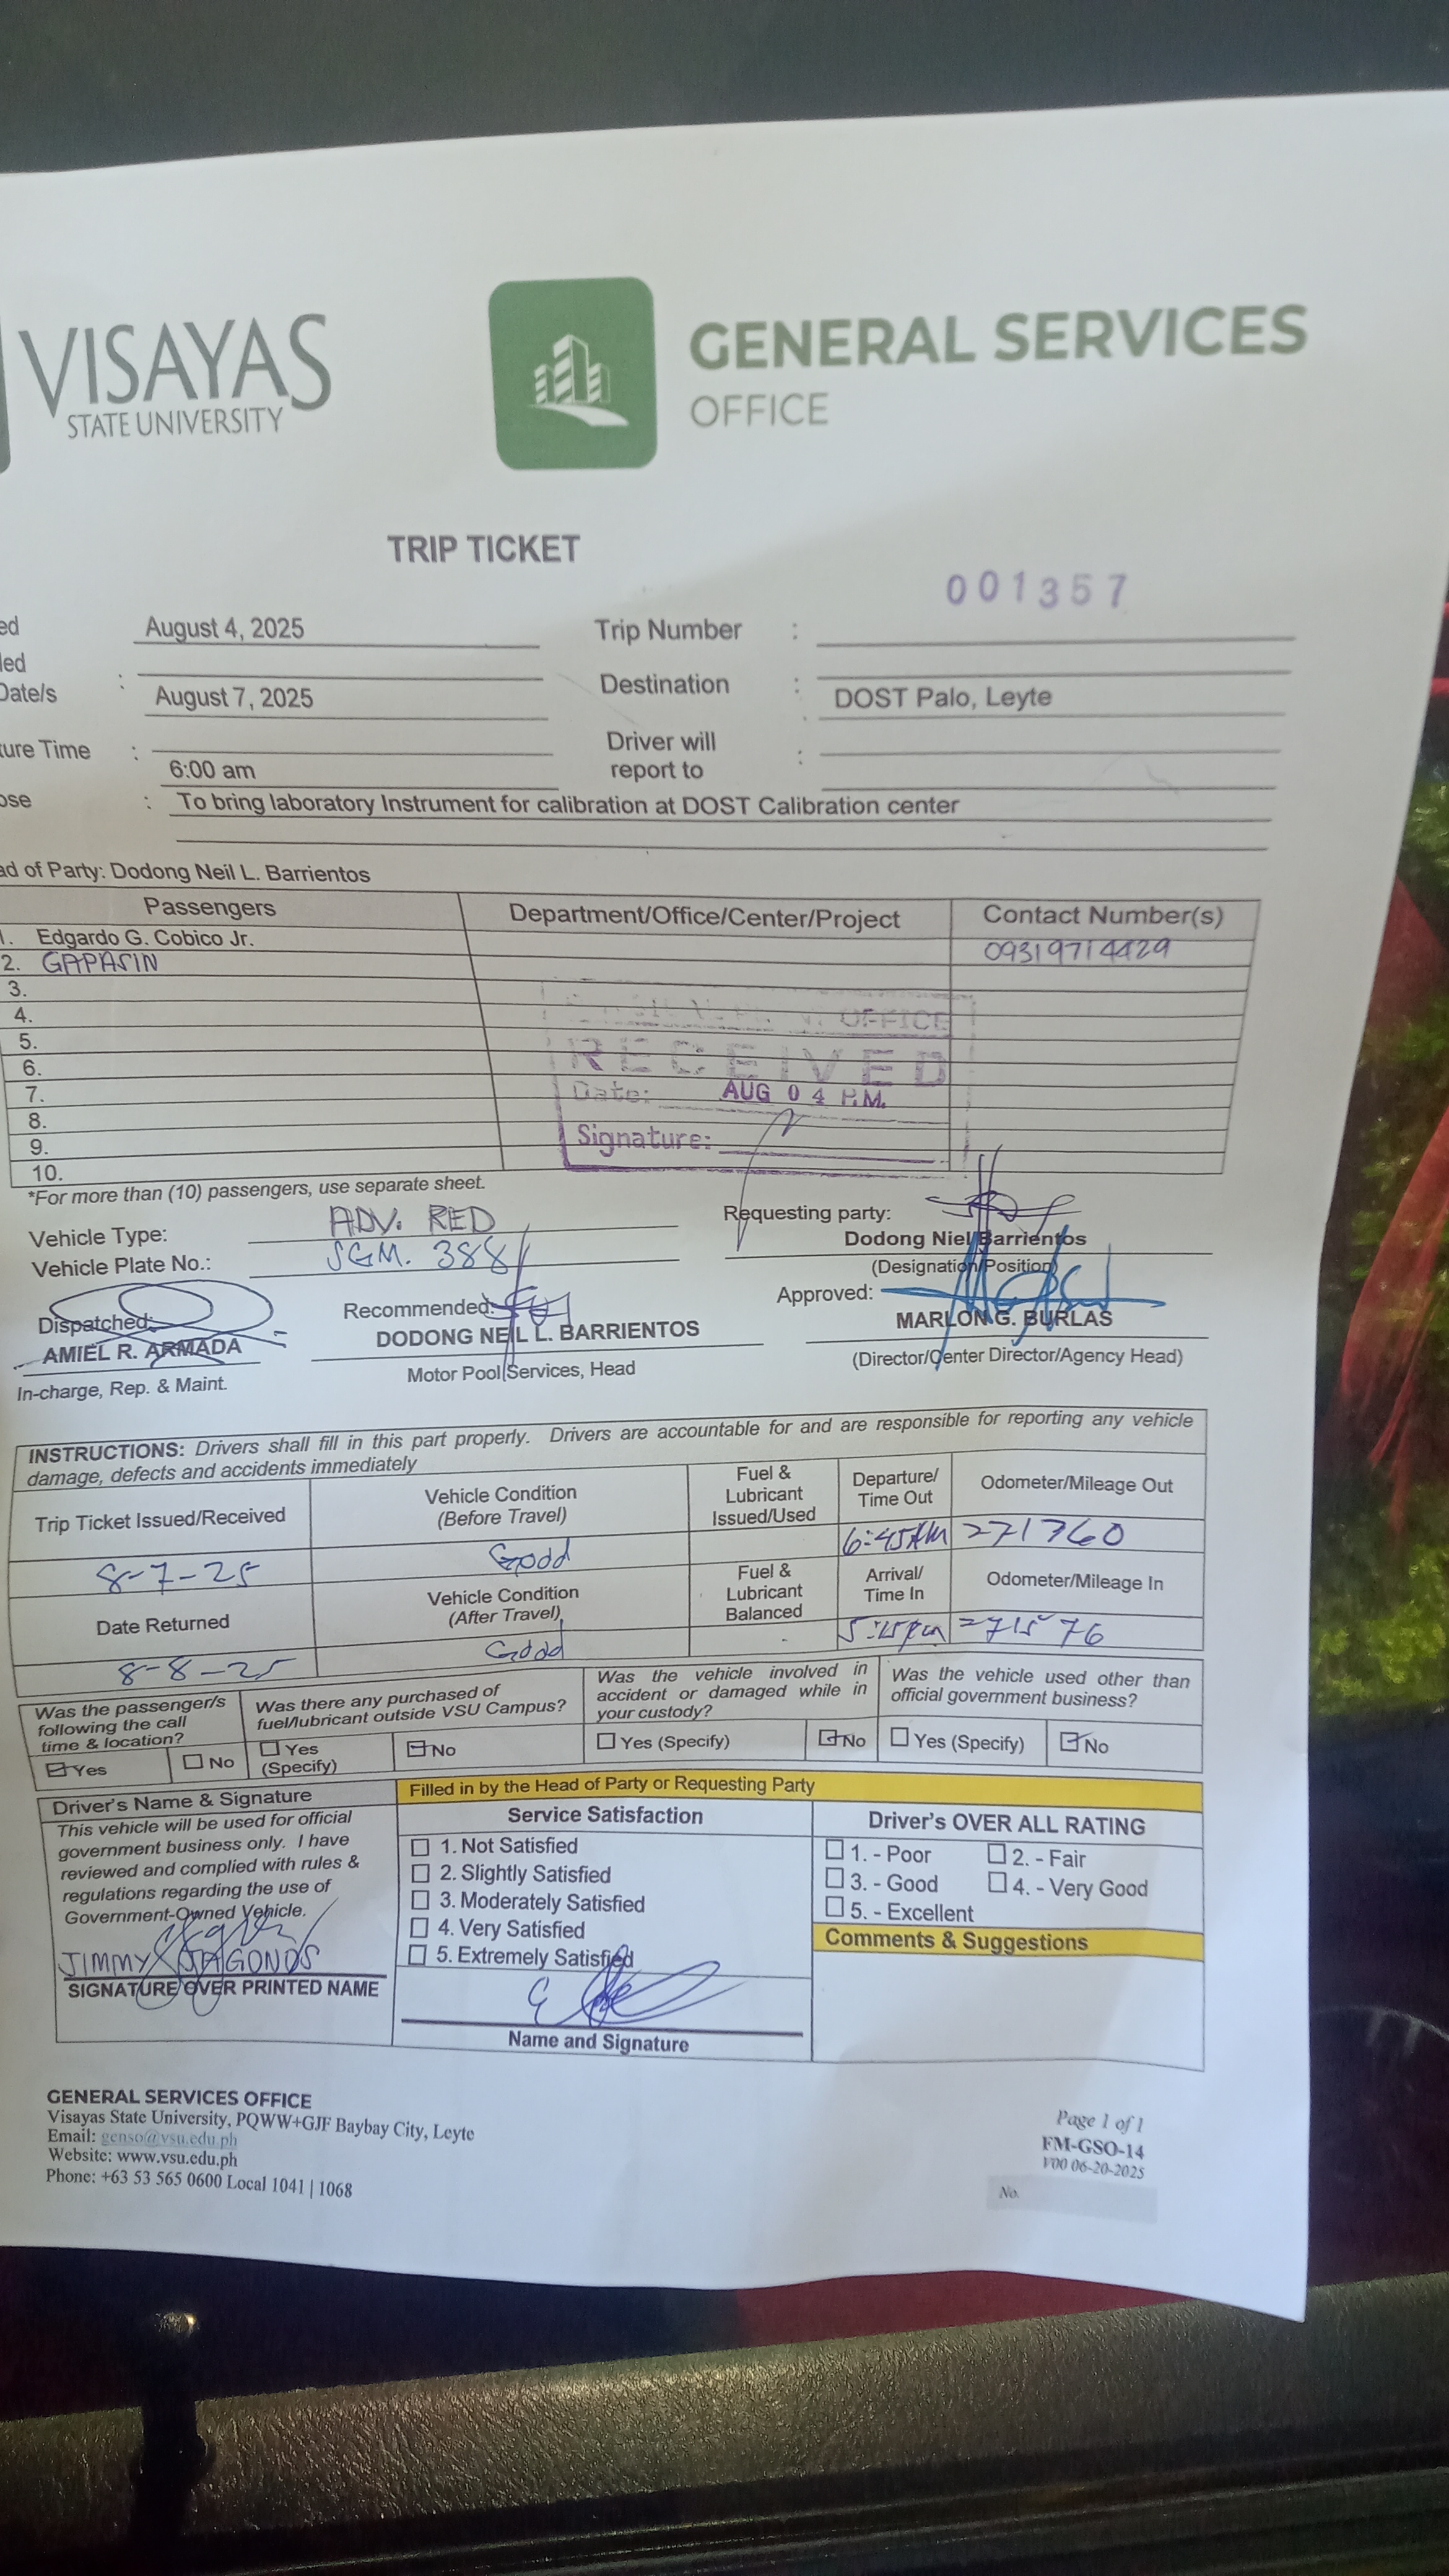 VISAYAS
STATE UNIVERSITY
GENERAL SERVICES
OFFICE
TRIP TICKET
001357
ed August 4, 2025 Trip Number :
led
Date/s : August 7, 2025 Destination : DOST Palo, Leyte
ure Time : 6:00 am Driver will report to :
ose : To bring laboratory Instrument for calibration at DOST Calibration center
ad of Party: Dodong Neil L. Barrientos
Passengers Department/Office/Center/Project Contact Number(s)
1. Edgardo G. Cobico Jr. 09319714429
2. GAPASIN
3.
4.
5.
6.
7.
8.
9.
10.
OFFICE
RECEIVED
Date: AUG 04 P.M.
Signature:
*For more than (10) passengers, use separate sheet.
Vehicle Type: ADV. RED
Vehicle Plate No.: SGM. 388
Requesting party:
Dodong Niel Barrientos
(Designation/Position)
Dispatched:
AMIEL R. ARMADA
In-charge, Rep. & Maint.
Recommended:
DODONG NEIL L. BARRIENTOS
Motor Pool Services, Head
Approved:
MARLON G. BURLAS
(Director/Center Director/Agency Head)
INSTRUCTIONS: Drivers shall fill in this part properly. Drivers are accountable for and are responsible for reporting any vehicle
damage, defects and accidents immediately
Trip Ticket Issued/Received
8-7-25
Vehicle Condition
(Before Travel)
Godd
Fuel &
Lubricant
Issued/Used
Departure/
Time Out
6:45AM
Odometer/Mileage Out
271760
Date Returned
8-8-25
Vehicle Condition
(After Travel)
Godd
Fuel &
Lubricant
Balanced
Arrival/
Time In
Odometer/Mileage In
Was the passenger/s
following the call
time & location?
Yes No
Was there any purchased of
fuel/lubricant outside VSU Campus?
Yes
(Specify)
No
Was the vehicle involved in
accident or damaged while in
your custody?
Yes (Specify) No
Was the vehicle used other than
official government business?
Yes (Specify) No
Driver's Name & Signature
This vehicle will be used for official
government business only. I have
reviewed and complied with rules &
regulations regarding the use of
Government-Owned Vehicle.
JIMMY
SIGNATURE OVER PRINTED NAME
Filled in by the Head of Party or Requesting Party
Service Satisfaction
1. Not Satisfied
2. Slightly Satisfied
3. Moderately Satisfied
4. Very Satisfied
5. Extremely Satisfied
Name and Signature
Driver's OVER ALL RATING
1. - Poor 2. - Fair
3. - Good 4. - Very Good
5. - Excellent
Comments & Suggestions
GENERAL SERVICES OFFICE
Visayas State University, PQWW+GJF Baybay City, Leyte
Email: genso@vsu.edu.ph
Website: www.vsu.edu.ph
Phone: +63 53 565 0600 Local 1041 | 1068
Page 1 of 1
FM-GSO-14
V00 06-20-2025
No.